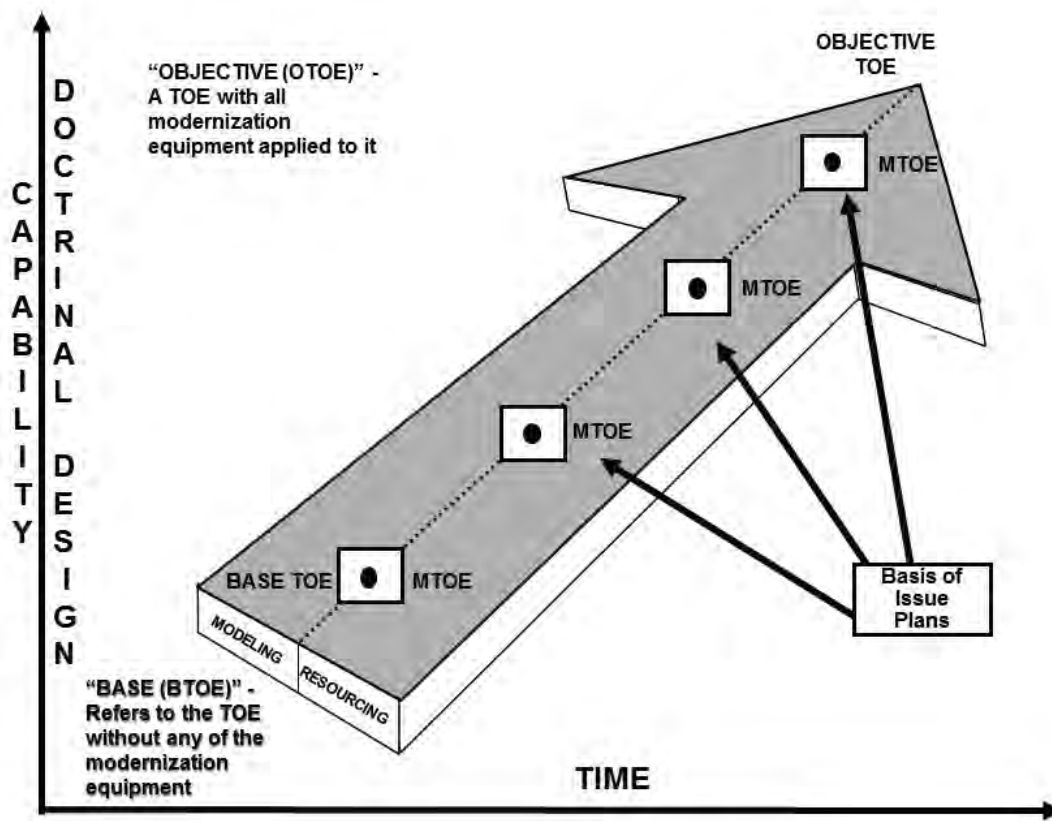 CAPABILITY
DOCTRINAL DESIGN
“OBJECTIVE (OTOE)” -
A TOE with all
modernization
equipment applied to it
OBJECTIVE
TOE
MTOE
MTOE
MTOE
BASE TOE
MTOE
Basis of
Issue
Plans
MODELING
RESOURCING
“BASE (BTOE)” -
Refers to the TOE
without any of the
modernization
equipment
TIME